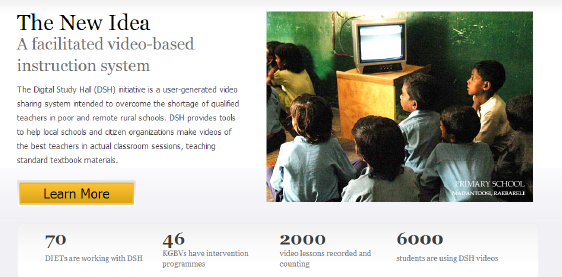 The New Idea
A facilitated video-based
instruction system
The Digital Study Hall (DSH) initiative is a user-generated video
sharing system intended to overcome the shortage of qualified
teachers in poor and remote rural schools. DSH provides tools
to help local schools and citizen organizations make videos of
the best teachers in actual classroom sessions, teaching
standard textbook materials.
Learn More
PRIMARY SCHOOL
MADANTOOSI, RAEBARELI
70
DIETs are working with DSH
46
KGBVs have intervention
programmes
2000
video lessons recorded and
counting
6000
students are using DSH videos